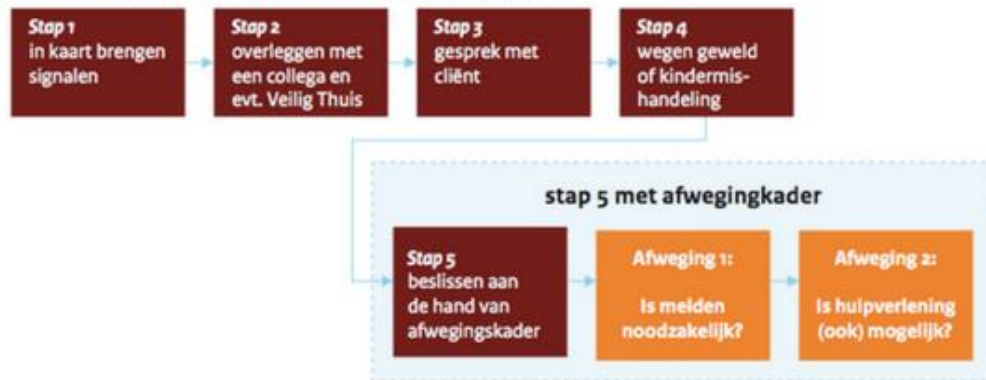 Stap 1
in kaart brengen
signalen
Stap 2
overleggen met
een collega en
evt. Veilig Thuis
Stap 3
gesprek met
cliënt
Stap 4
wegen geweld
of kindermis-
handeling
stap 5 met afwegingkader
Stap 5
beslissen aan
de hand van
afwegingskader
Afweging 1:
Is melden
noodzakelijk?
Afweging 2:
Is hulpverlening
(ook) mogelijk?